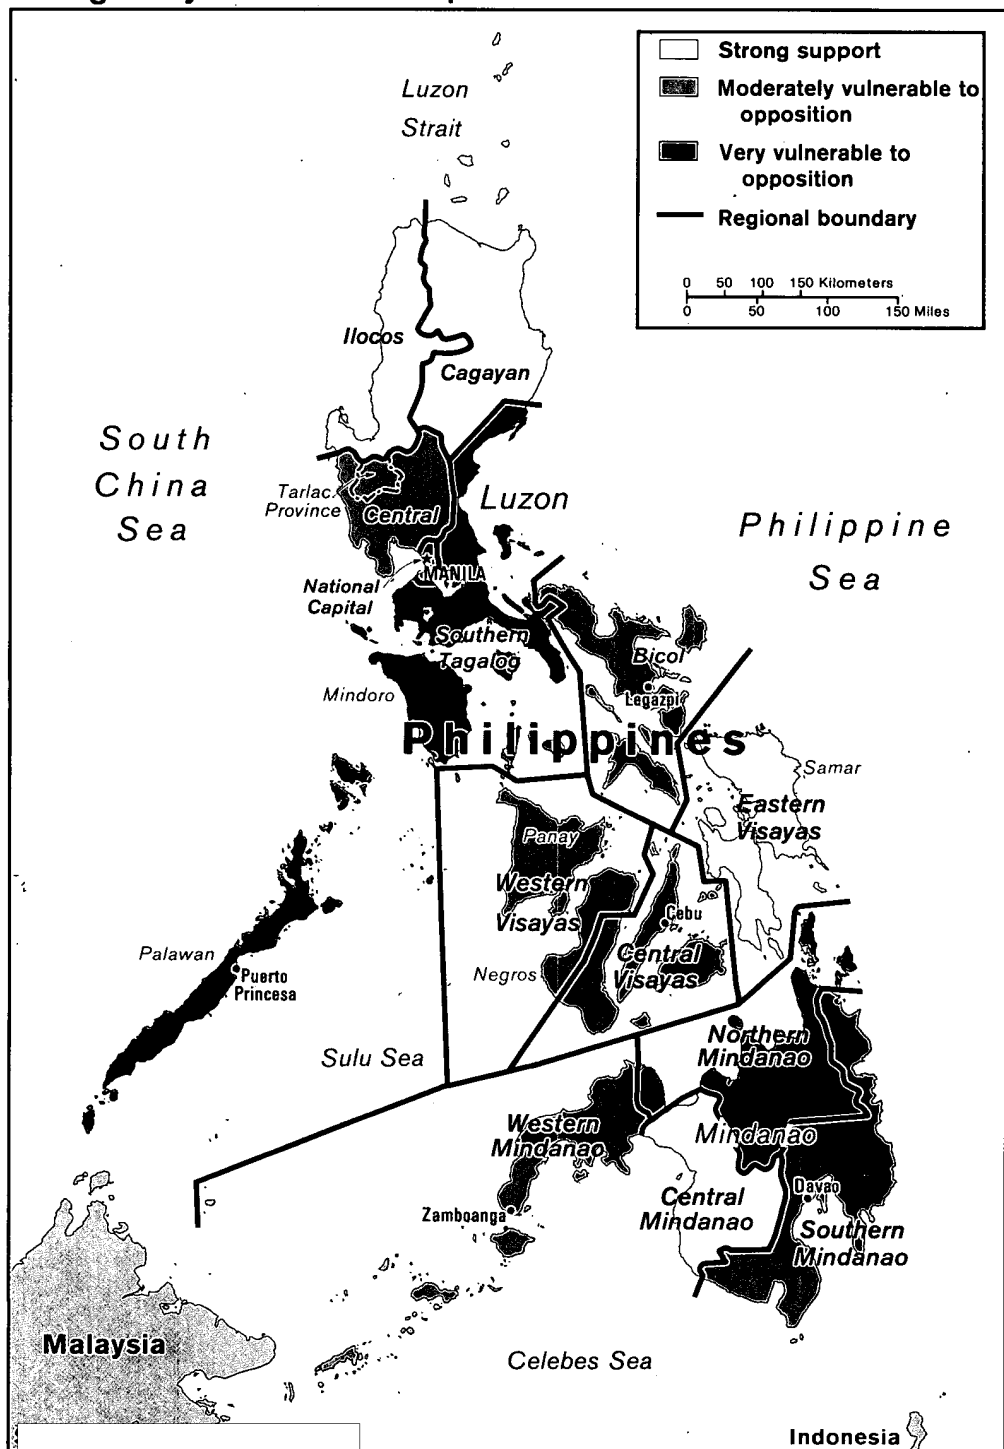 Strong support
Moderately vulnerable to
opposition
Very vulnerable to
opposition
Regional boundary
0 50 100 150 Kilometers
0 50 100 150 Miles
Luzon
Strait
Ilocos
Cagayan
South
China
Sea
Tarlac
Province
Central
Luzon
Philippine
Sea
National
Capital
MANILA
Southern
Tagalog
Bicol
Legazpi
Mindoro
Philippines
Samar
Eastern
Visayas
Panay
Western
Visayas
Cebu
Central
Visayas
Negros
Palawan
Puerto
Princesa
Sulu Sea
Northern
Mindanao
Western
Mindanao
Mindanao
Central
Mindanao
Davao
Southern
Mindanao
Zamboanga
Malaysia
Celebes Sea
Indonesia